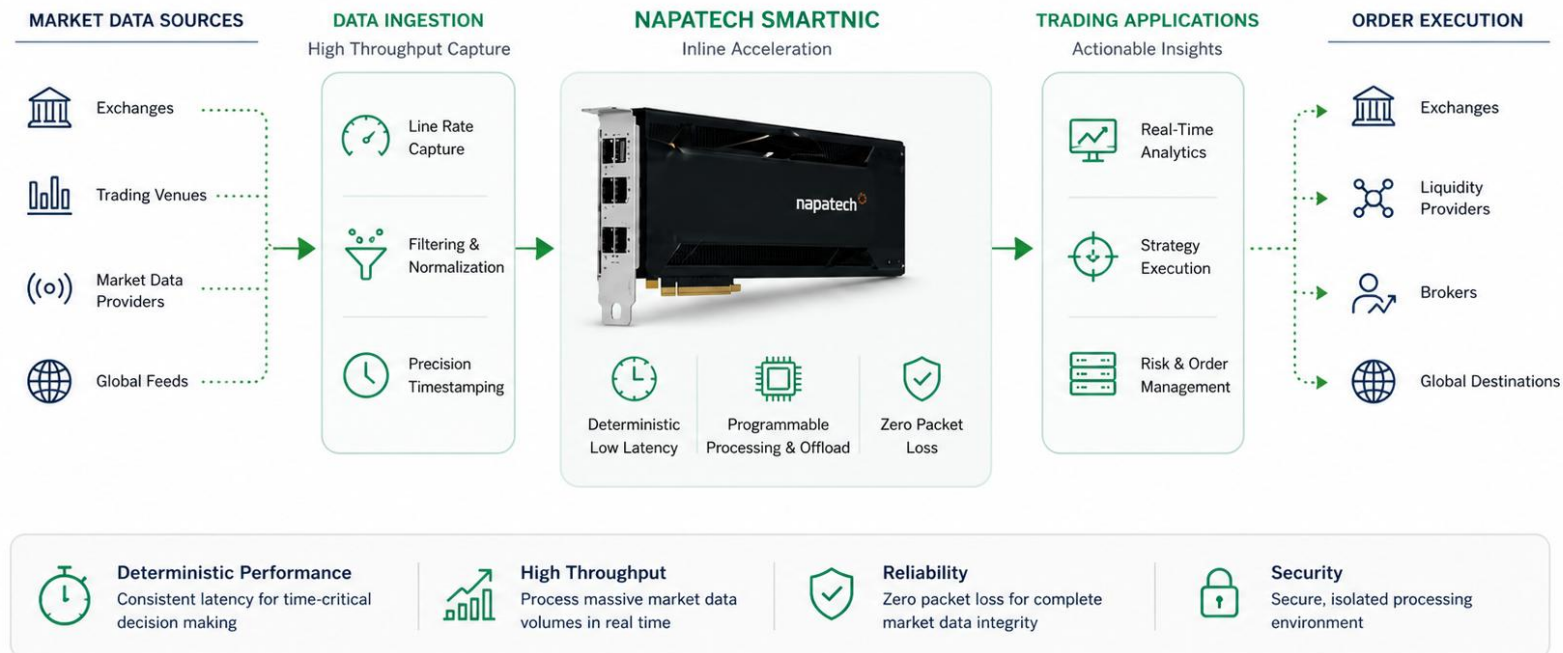 MARKET DATA SOURCES
Exchanges
Trading Venues
Market Data
Providers
Global Feeds
DATA INGESTION
High Throughput Capture
Line Rate
Capture
Filtering &
Normalization
Precision
Timestamping
NAPATECH SMARTNIC
Inline Acceleration
napatech
Deterministic
Low Latency
Programmable
Processing & Offload
Zero Packet
Loss
TRADING APPLICATIONS
Actionable Insights
Real-Time
Analytics
Strategy
Execution
Risk & Order
Management
ORDER EXECUTION
Exchanges
Liquidity
Providers
Brokers
Global Destinations
Deterministic Performance
Consistent latency for time-critical
decision making
High Throughput
Process massive market data
volumes in real time
Reliability
Zero packet loss for complete
market data integrity
Security
Secure, isolated processing
environment